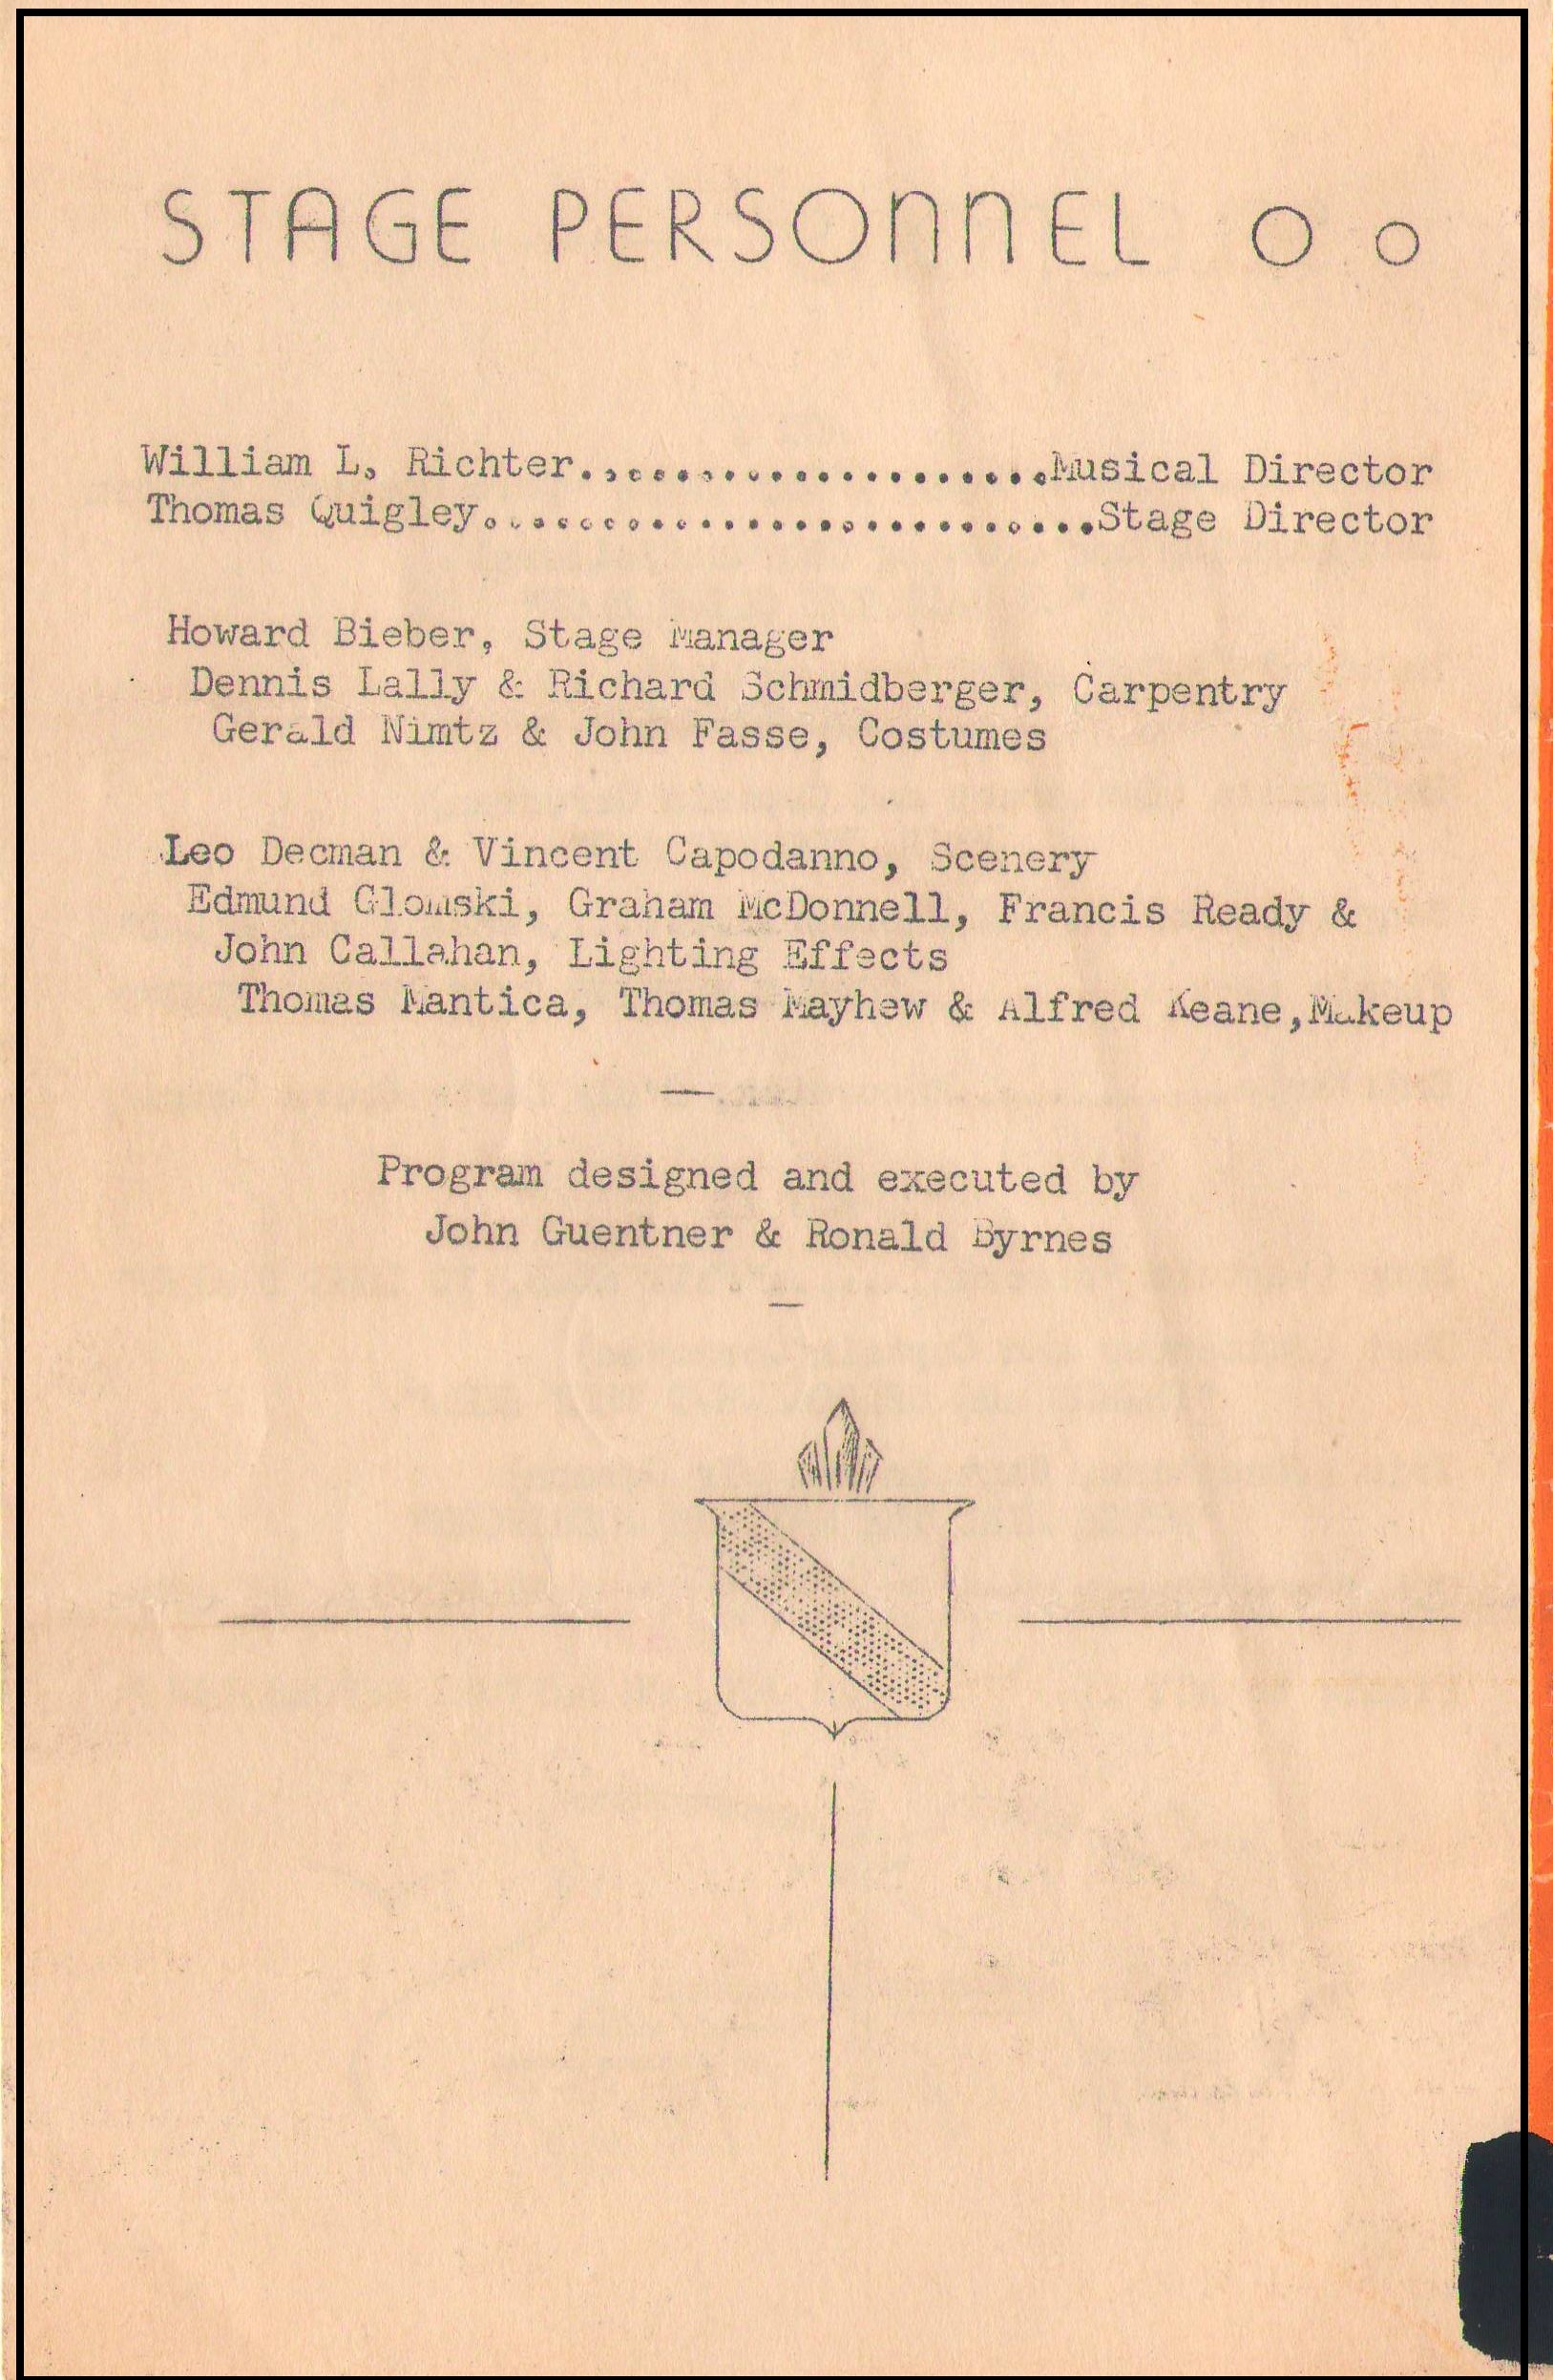 STAGE PERSONNEL o o
William L. Richter....................Musical Director
Thomas Quigley..........................Stage Director
Howard Bieber, Stage Manager
Dennis Lally & Richard Schmidberger, Carpentry
Gerald Nimtz & John Fasse, Costumes
Leo Decman & Vincent Capodanno, Scenery
Edmund Glomski, Graham McDonnell, Francis Ready &
John Callahan, Lighting Effects
Thomas Mantica, Thomas Mayhew & Alfred Keane,Makeup
Program designed and executed by
John Guentner & Ronald Byrnes